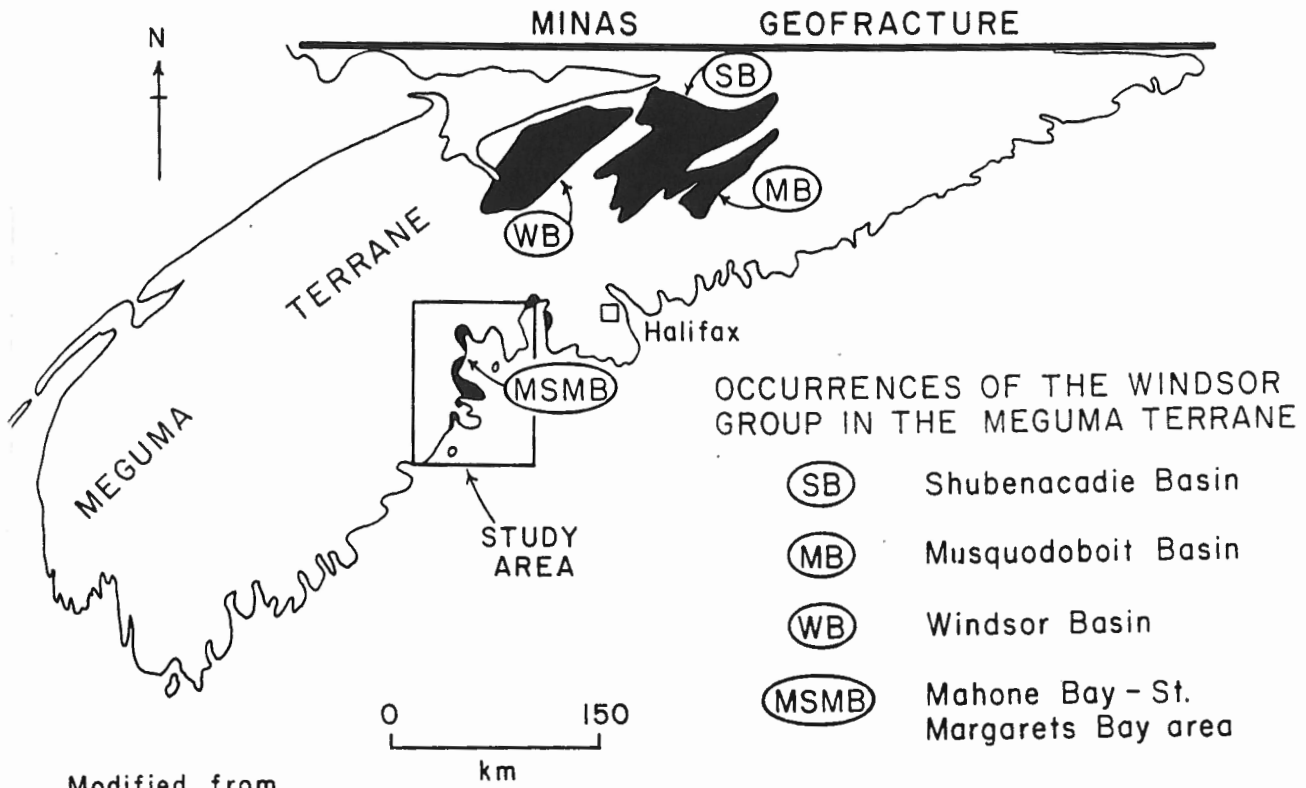 MINAS GEOFRACTURE
N
SB
MB
WB
TERRANE
MEGUMA
Halifax
MSMB
STUDY
AREA
OCCURRENCES OF THE WINDSOR
GROUP IN THE MEGUMA TERRANE
SB Shubenacadie Basin
MB Musquodoboit Basin
WB Windsor Basin
MSMB Mahone Bay – St.
Margarets Bay area
0 150
km
Modified from